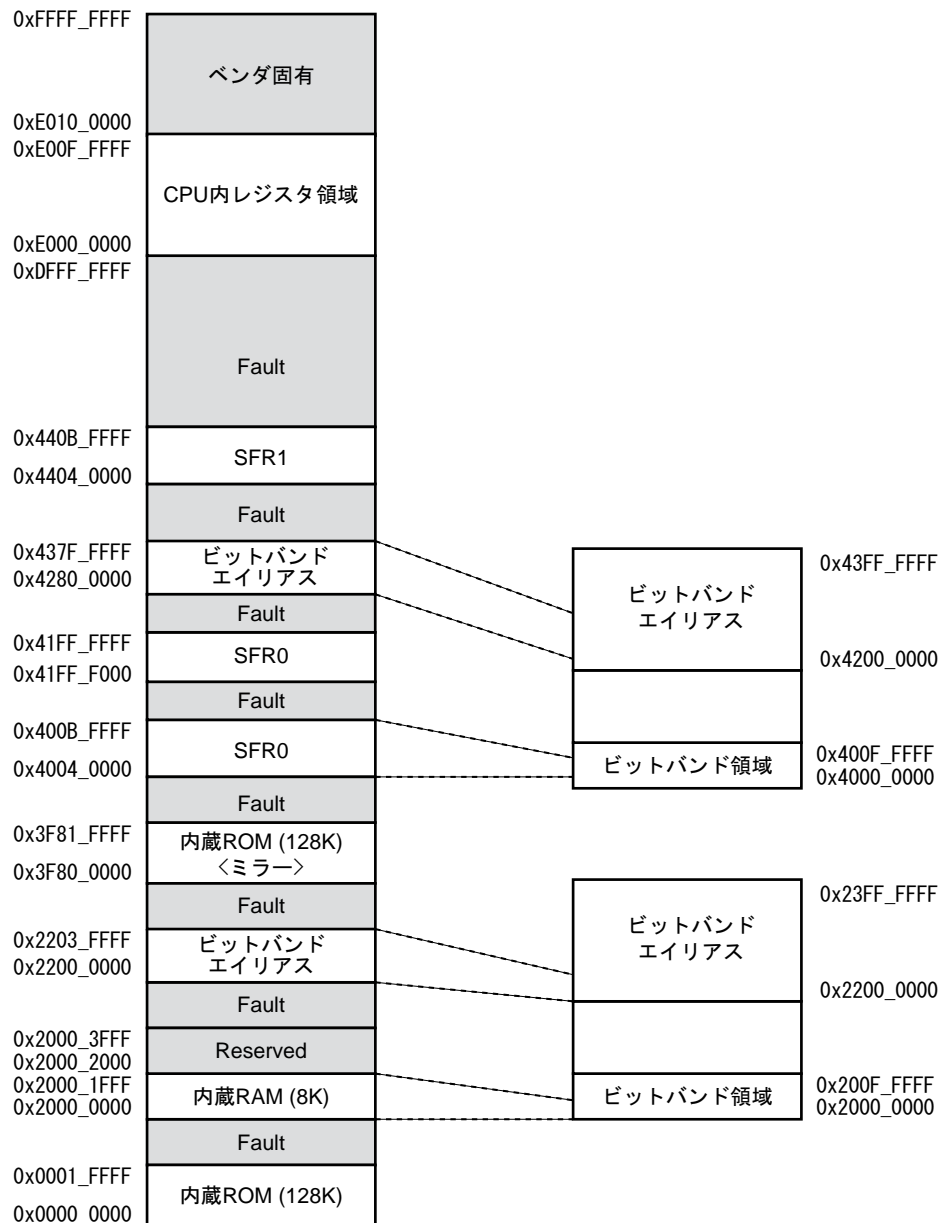 0xFFFF_FFFF
ベンダ固有
0xE010_0000
0xE00F_FFFF
CPU内レジスタ領域
0xE000_0000
0xDFFF_FFFF
Fault
0x440B_FFFF
SFR1
0x4404_0000
Fault
0x437F_FFFF
ビットバンド
エイリアス
0x4280_0000
Fault
0x41FF_FFFF
SFR0
0x41FF_F000
Fault
0x400B_FFFF
SFR0
0x4004_0000
Fault
0x3F81_FFFF
内蔵ROM (128K)
〈ミラー〉
0x3F80_0000
Fault
0x2203_FFFF
ビットバンド
エイリアス
0x2200_0000
Fault
0x2000_3FFF
Reserved
0x2000_2000
0x2000_1FFF
内蔵RAM (8K)
0x2000_0000
Fault
0x0001_FFFF
内蔵ROM (128K)
0x0000_0000
0x43FF_FFFF
ビットバンド
エイリアス
0x4200_0000
ビットバンド領域
0x400F_FFFF
0x4000_0000
0x23FF_FFFF
ビットバンド
エイリアス
0x2200_0000
ビットバンド領域
0x200F_FFFF
0x2000_0000